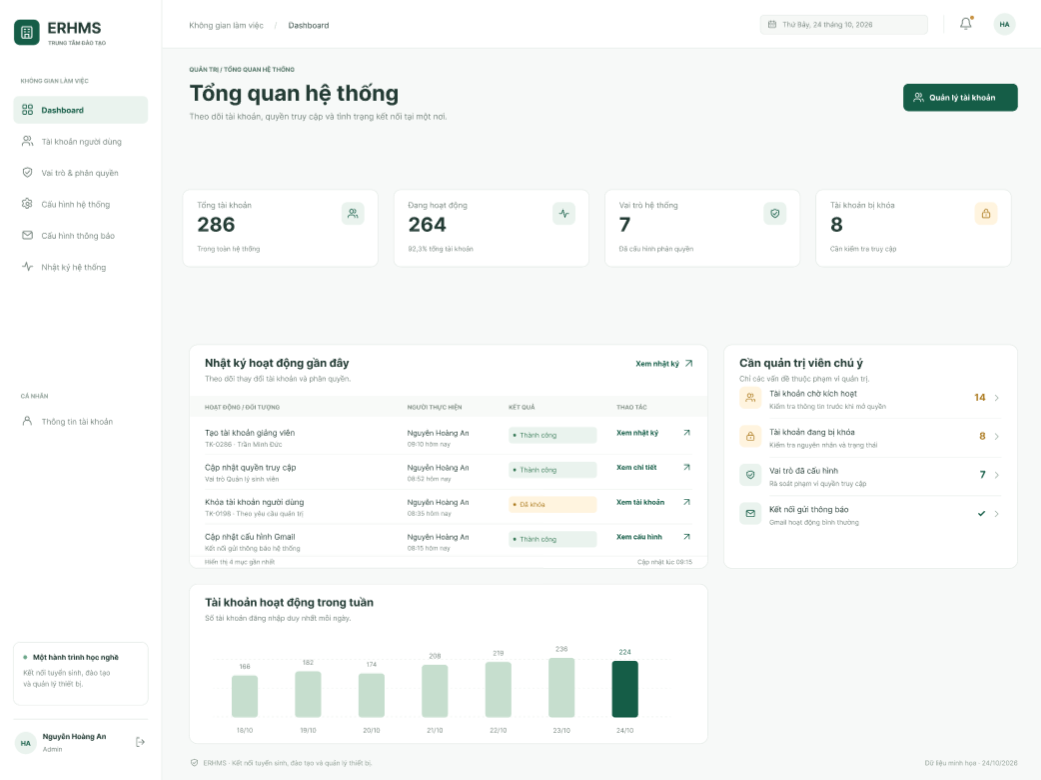 ERHMS
TRUNG TÂM ĐÀO TẠO
KHÔNG GIAN LÀM VIỆC
Dashboard
Tài khoản người dùng
Vai trò & phân quyền
Cấu hình hệ thống
Cấu hình thông báo
Nhật ký hệ thống
CÁ NHÂN
Thông tin tài khoản
Một hành trình học nghề
Kết nối tuyển sinh, đào tạo
và quản lý thiết bị.
HA
Nguyễn Hoàng An
Admin
Không gian làm việc / Dashboard
Thứ Bảy, 24 tháng 10, 2026
HA
QUẢN TRỊ / TỔNG QUAN HỆ THỐNG
Tổng quan hệ thống
Theo dõi tài khoản, quyền truy cập và tình trạng kết nối tại một nơi.
Quản lý tài khoản
Tổng tài khoản
286
Trong toàn hệ thống
Đang hoạt động
264
92,3% tổng tài khoản
Vai trò hệ thống
7
Đã cấu hình phân quyền
Tài khoản bị khóa
8
Cần kiểm tra truy cập
Nhật ký hoạt động gần đây
Theo dõi thay đổi tài khoản và phân quyền.
Xem nhật ký
HOẠT ĐỘNG / ĐỐI TƯỢNG NGƯỜI THỰC HIỆN KẾT QUẢ THAO TÁC
Tạo tài khoản giảng viên Nguyễn Hoàng An Thành công Xem nhật ký
TK-0286 · Trần Minh Đức 09:10 hôm nay
Cập nhật quyền truy cập Nguyễn Hoàng An Thành công Xem chi tiết
Vai trò Quản lý sinh viên 08:52 hôm nay
Khóa tài khoản người dùng Nguyễn Hoàng An Đã khóa Xem tài khoản
TK-0198 · Theo yêu cầu quản trị 08:35 hôm nay
Cập nhật cấu hình Gmail Nguyễn Hoàng An Thành công Xem cấu hình
Kết nối gửi thông báo hệ thống 08:15 hôm nay
Hiển thị 4 mục gần nhất Cập nhật lúc 09:15
Cần quản trị viên chú ý
Chỉ các vấn đề thuộc phạm vi quản trị.
Tài khoản chờ kích hoạt 14
Kiểm tra thông tin trước khi mở quyền
Tài khoản đang bị khóa 8
Kiểm tra nguyên nhân và trạng thái
Vai trò đã cấu hình 7
Rà soát phạm vi quyền truy cập
Kết nối gửi thông báo
Gmail hoạt động bình thường
Tài khoản hoạt động trong tuần
Số tài khoản đăng nhập duy nhất mỗi ngày.
166 182 174 208 219 236 224
18/10 19/10 20/10 21/10 22/10 23/10 24/10
ERHMS · Kết nối tuyển sinh, đào tạo và quản lý thiết bị.
Dữ liệu minh họa · 24/10/2026